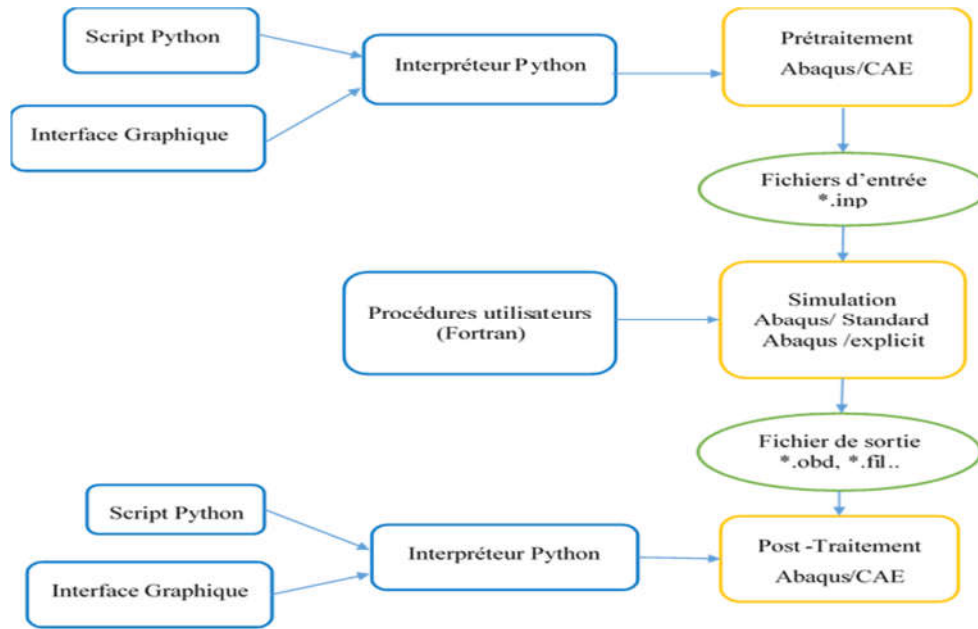 Script Python
Interface Graphique
Interpréteur Python
Prétraitement
Abaqus/CAE
Fichiers d'entrée
*.inp
Procédures utilisateurs
(Fortran)
Simulation
Abaqus/ Standard
Abaqus /explicit
Fichier de sortie
*.obd, *.fil..
Script Python
Interface Graphique
Interpréteur Python
Post -Traitement
Abaqus/CAE